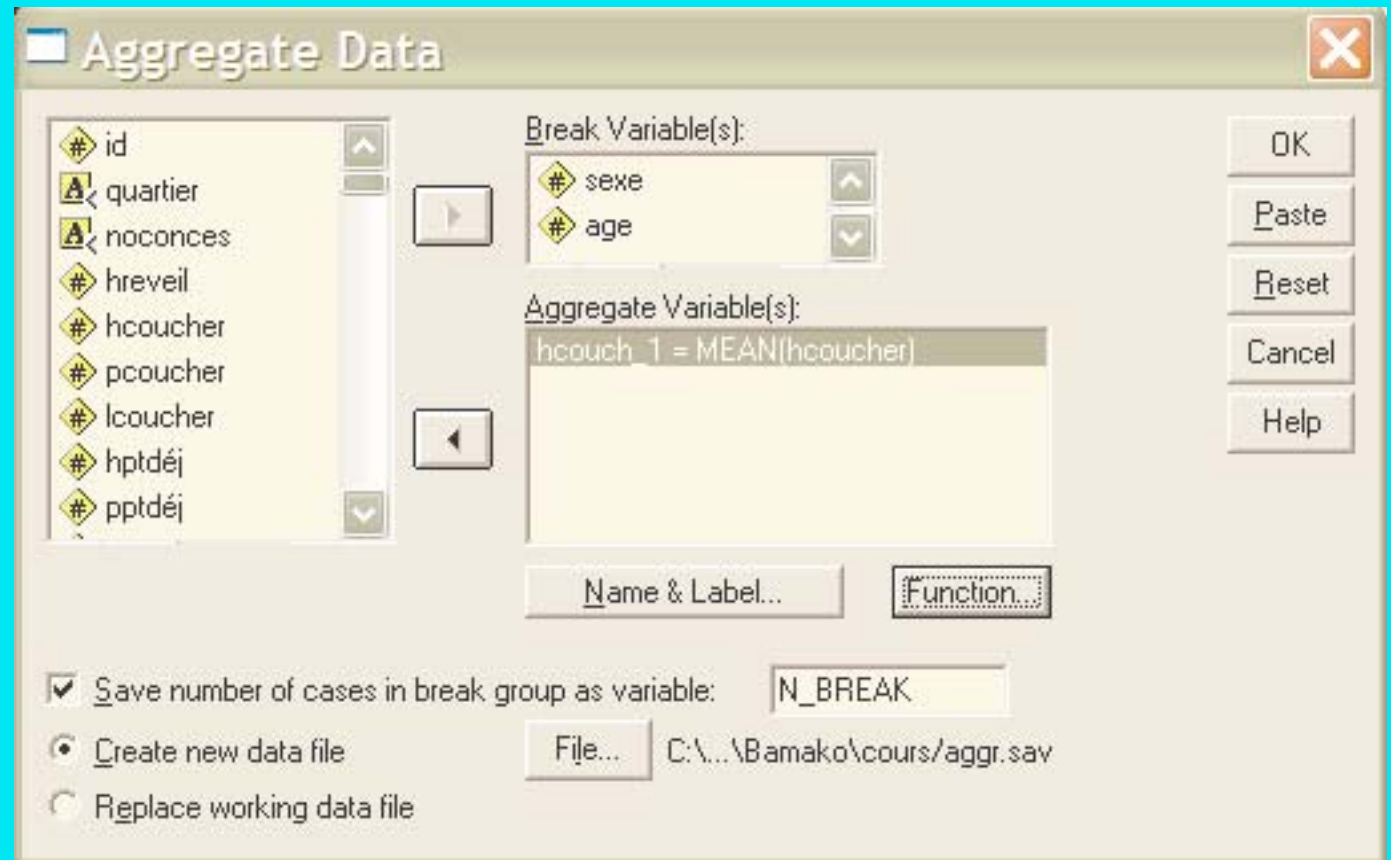 Aggregate Data
id
quartier
noconces
hreveil
hcoucher
pcoucher
lcoucher
hptdéj
pptdéj
Break Variable(s):
sexe
age
Aggregate Variable(s):
hcouch_1 = MEAN(hcoucher)
Name & Label...
Function...
OK
Paste
Reset
Cancel
Help
Save number of cases in break group as variable:
N_BREAK
Create new data file
File...
C:\...\Bamako\cours/aggr.sav
Replace working data file